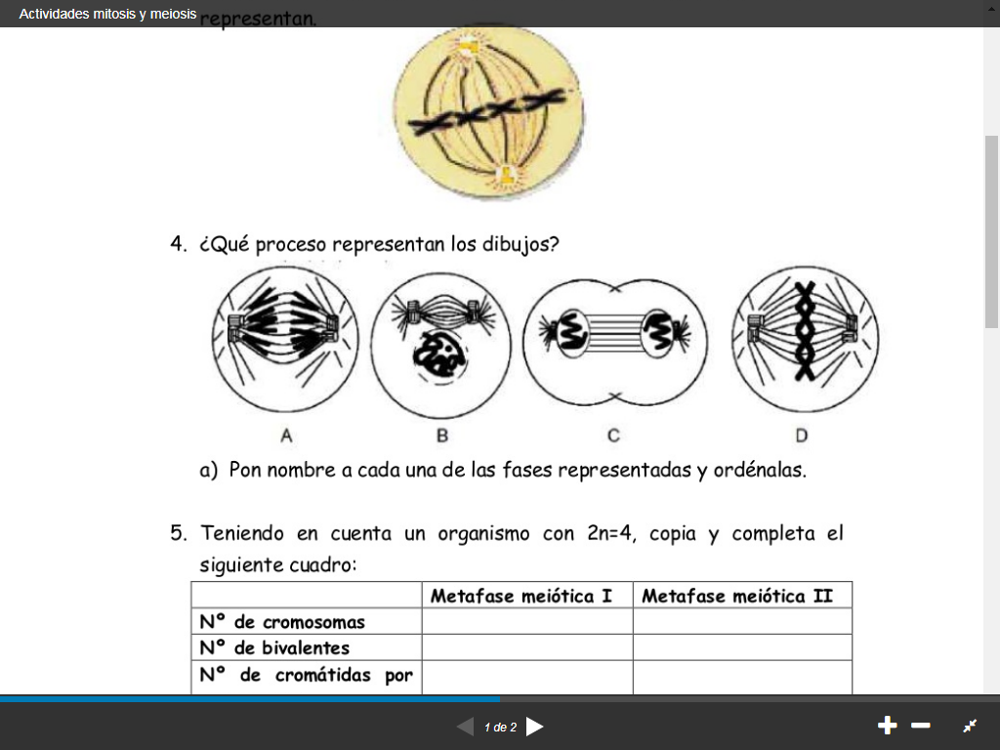 Actividades mitosis y meiosis
representan.
4. ¿Qué proceso representan los dibujos?
A B C D
a) Pon nombre a cada una de las fases representadas y ordénalas.
5. Teniendo en cuenta un organismo con 2n=4, copia y completa el
siguiente cuadro:
Metafase meiótica I Metafase meiótica II
Nº de cromosomas
Nº de bivalentes
Nº de cromátidas por
1 de 2